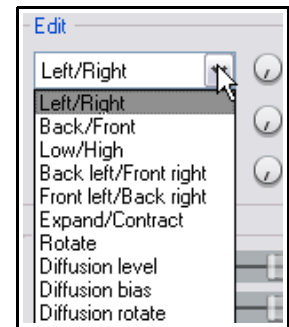 Edit
Left/Right
Left/Right
Back/Front
Low/High
Back left/Front right
Front left/Back right
Expand/Contract
Rotate
Diffusion level
Diffusion bias
Diffusion rotate